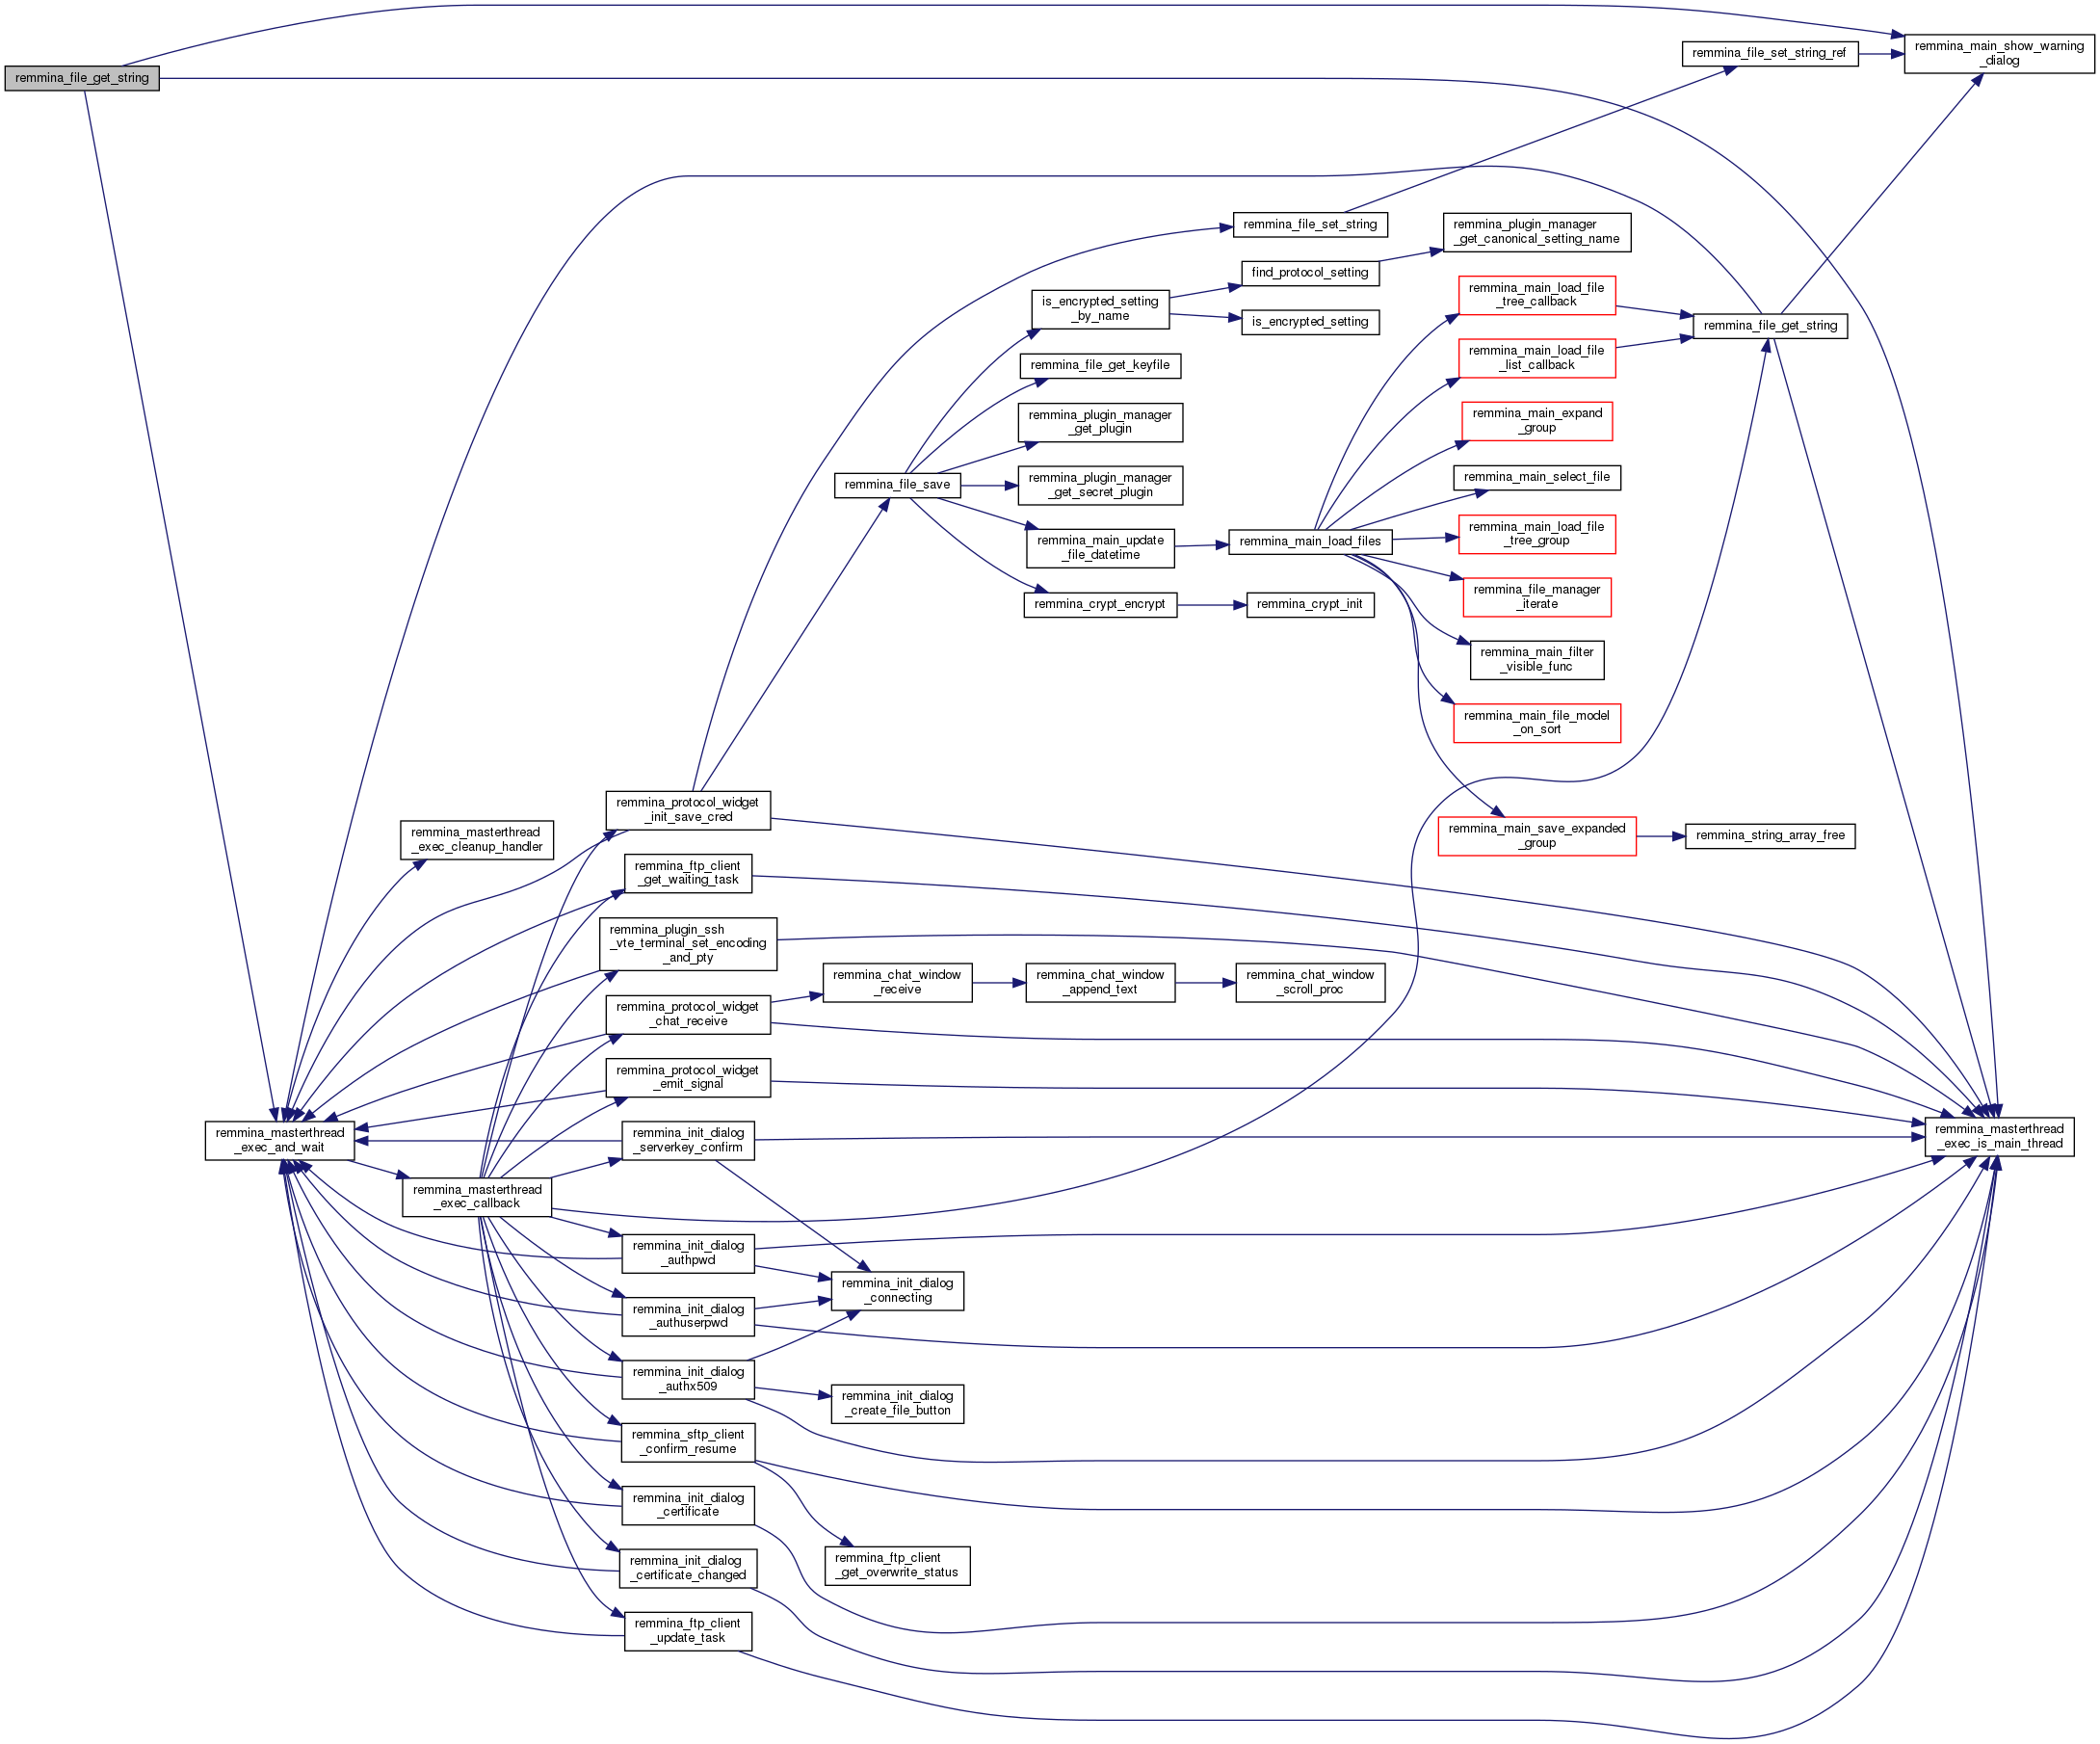 remmina_file_get_string
remmina_file_set_string_ref
remmina_main_show_warning
_dialog
remmina_file_set_string
remmina_plugin_manager
_get_canonical_setting_name
find_protocol_setting
is_encrypted_setting
_by_name
is_encrypted_setting
remmina_main_load_file
_tree_callback
remmina_file_get_string
remmina_file_get_keyfile
remmina_main_load_file
_list_callback
remmina_plugin_manager
_get_plugin
remmina_main_expand
_group
remmina_file_save
remmina_plugin_manager
_get_secret_plugin
remmina_main_select_file
remmina_main_update
_file_datetime
remmina_main_load_files
remmina_main_load_file
_tree_group
remmina_crypt_encrypt
remmina_crypt_init
remmina_file_manager
_iterate
remmina_main_filter
_visible_func
remmina_main_file_model
_on_sort
remmina_main_save_expanded
_group
remmina_string_array_free
remmina_protocol_widget
_init_save_cred
remmina_masterthread
_exec_cleanup_handler
remmina_ftp_client
_get_waiting_task
remmina_plugin_ssh
_vte_terminal_set_encoding
_and_pty
remmina_protocol_widget
_chat_receive
remmina_chat_window
_receive
remmina_chat_window
_append_text
remmina_chat_window
_scroll_proc
remmina_protocol_widget
_emit_signal
remmina_masterthread
_exec_and_wait
remmina_init_dialog
_serverkey_confirm
remmina_masterthread
_exec_is_main_thread
remmina_masterthread
_exec_callback
remmina_init_dialog
_authpwd
remmina_init_dialog
_connecting
remmina_init_dialog
_authuserpwd
remmina_init_dialog
_authx509
remmina_init_dialog
_create_file_button
remmina_sftp_client
_confirm_resume
remmina_init_dialog
_certificate
remmina_ftp_client
_get_overwrite_status
remmina_init_dialog
_certificate_changed
remmina_ftp_client
_update_task